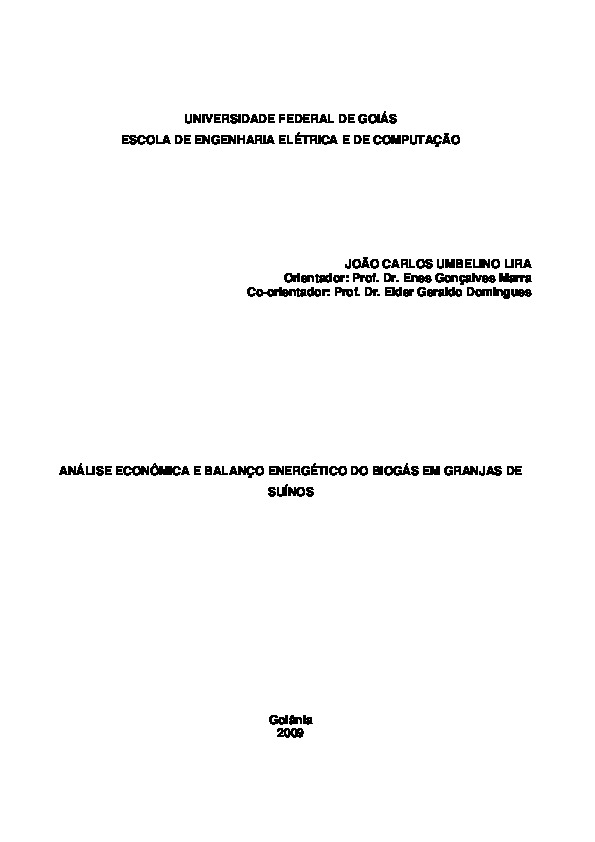 UNIVERSIDADE FEDERAL DE GOIÁS
ESCOLA DE ENGENHARIA ELÉTRICA E DE COMPUTAÇÃO
JOÃO CARLOS UMBELINO LIRA
Orientador: Prof. Dr. Enes Gonçalves Marra
Co-orientador: Prof. Dr. Elder Geraldo Domingues
ANÁLISE ECONÔMICA E BALANÇO ENERGÉTICO DO BIOGÁS EM GRANJAS DE
SUÍNOS
Goiânia
2009